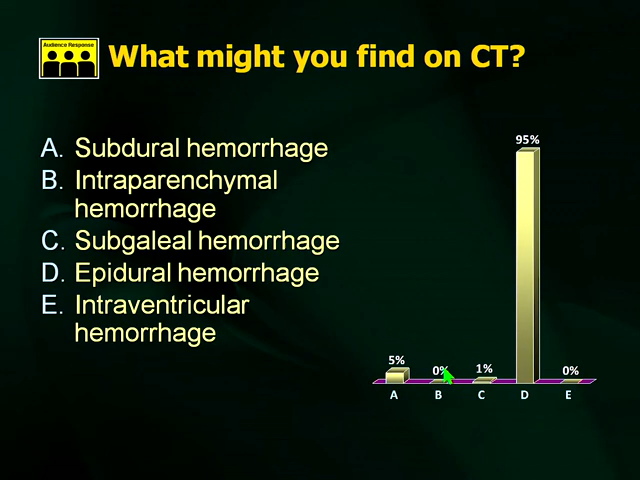 Audience Response
What might you find on CT?
A. Subdural hemorrhage
B. Intraparenchymal
hemorrhage
C. Subgaleal hemorrhage
D. Epidural hemorrhage
E. Intraventricular
hemorrhage
95%
5%
0%
1%
0%
A B C D E